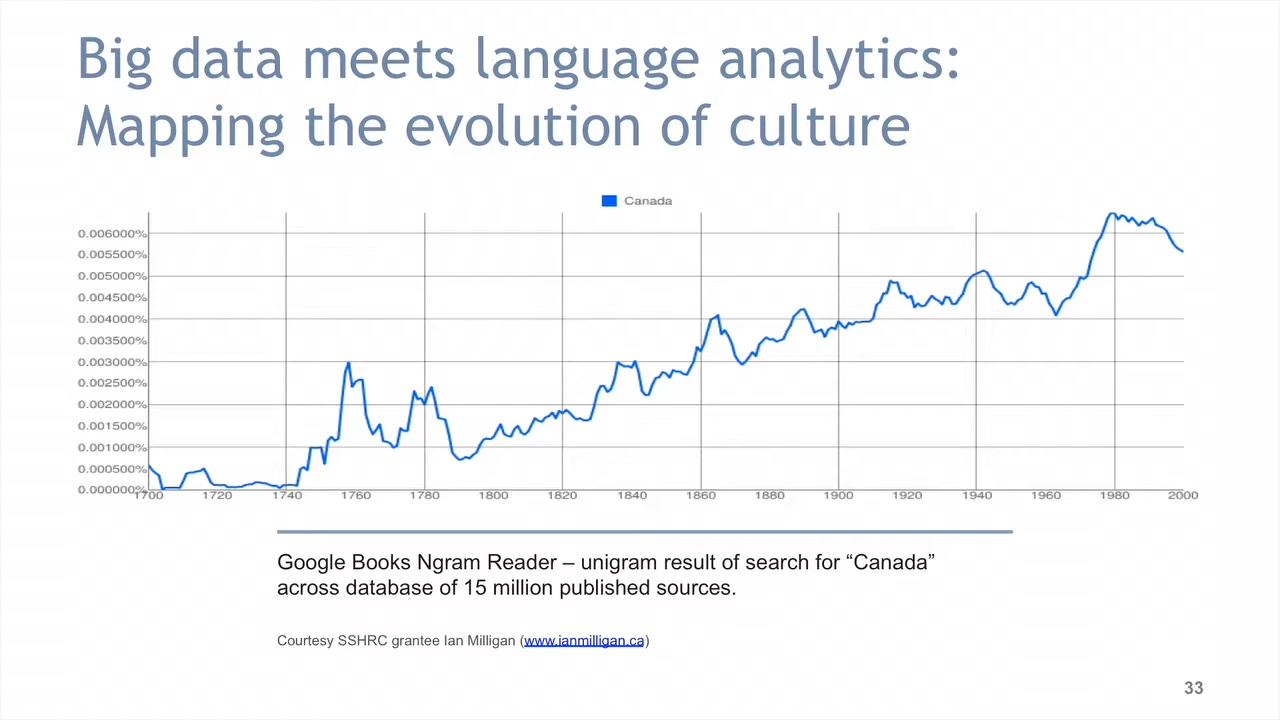 Big data meets language analytics:
Mapping the evolution of culture
Canada
0.006000%
0.005500%
0.005000%
0.004500%
0.004000%
0.003500%
0.003000%
0.002500%
0.002000%
0.001500%
0.001000%
0.000500%
0.000000%
1700 1720 1740 1760 1780 1800 1820 1840 1860 1880 1900 1920 1940 1960 1980 2000
Google Books Ngram Reader – unigram result of search for “Canada”
across database of 15 million published sources.
Courtesy SSHRC grantee Ian Milligan (www.ianmilligan.ca)
33